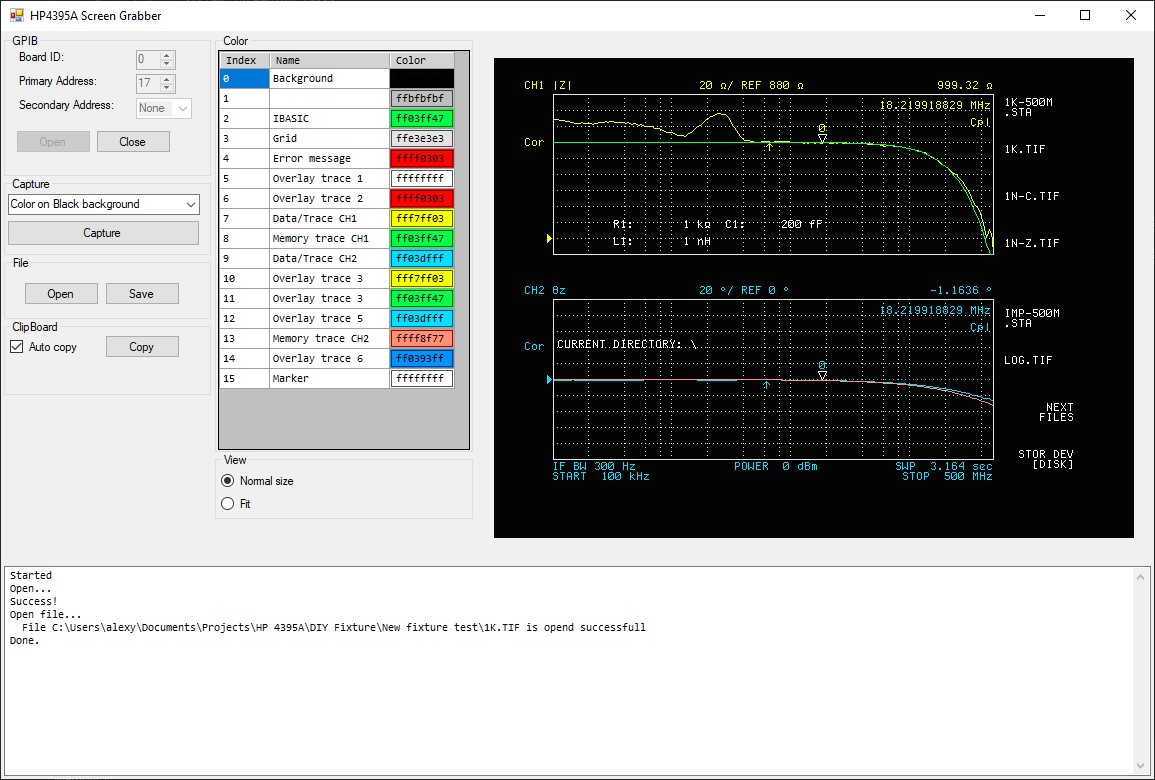 HP4395A Screen Grabber
GPIB
Board ID: 0
Primary Address: 17
Secondary Address: None
Open Close
Capture
Color on Black background
Capture
File
Open Save
ClipBoard
Auto copy Copy
Color
Index Name Color
0 Background
1 ffbfbfbf
2 IBASIC ff03ff47
3 Grid ffe3e3e3
4 Error message ffff0303
5 Overlay trace 1 ffffffff
6 Overlay trace 2 ffff0303
7 Data/Trace CH1 fff7ff03
8 Memory trace CH1 ff03ff47
9 Data/Trace CH2 ff03dfff
10 Overlay trace 3 fff7ff03
11 Overlay trace 3 ff03ff47
12 Overlay trace 5 ff03dfff
13 Memory trace CH2 ffff8f77
14 Overlay trace 6 ff0393ff
15 Marker ffffffff
View
Normal size
Fit
CH1 |Z| 20 Ω/ REF 880 Ω 999.32 Ω
18.219918829 MHz
Cpl
Cor
0
R1: 1 kΩ C1: 200 fF
L1: 1 nH
1K-500M
.STA
1K.TIF
1N-C.TIF
1N-Z.TIF
CH2 θz 20 °/ REF 0 ° -1.1636 °
18.219918829 MHz
Cpl
Cor
CURRENT DIRECTORY: \
0
IF BW 300 Hz POWER 0 dBm SWP 3.164 sec
START 100 kHz STOP 500 MHz
IMP-500M
.STA
LOG.TIF
NEXT
FILES
STOR DEV
[DISK]
Started
Open...
Success!
Open file...
File C:\Users\alexy\Documents\Projects\HP 4395A\DIY Fixture\New fixture test\1K.TIF is opend successfull
Done.